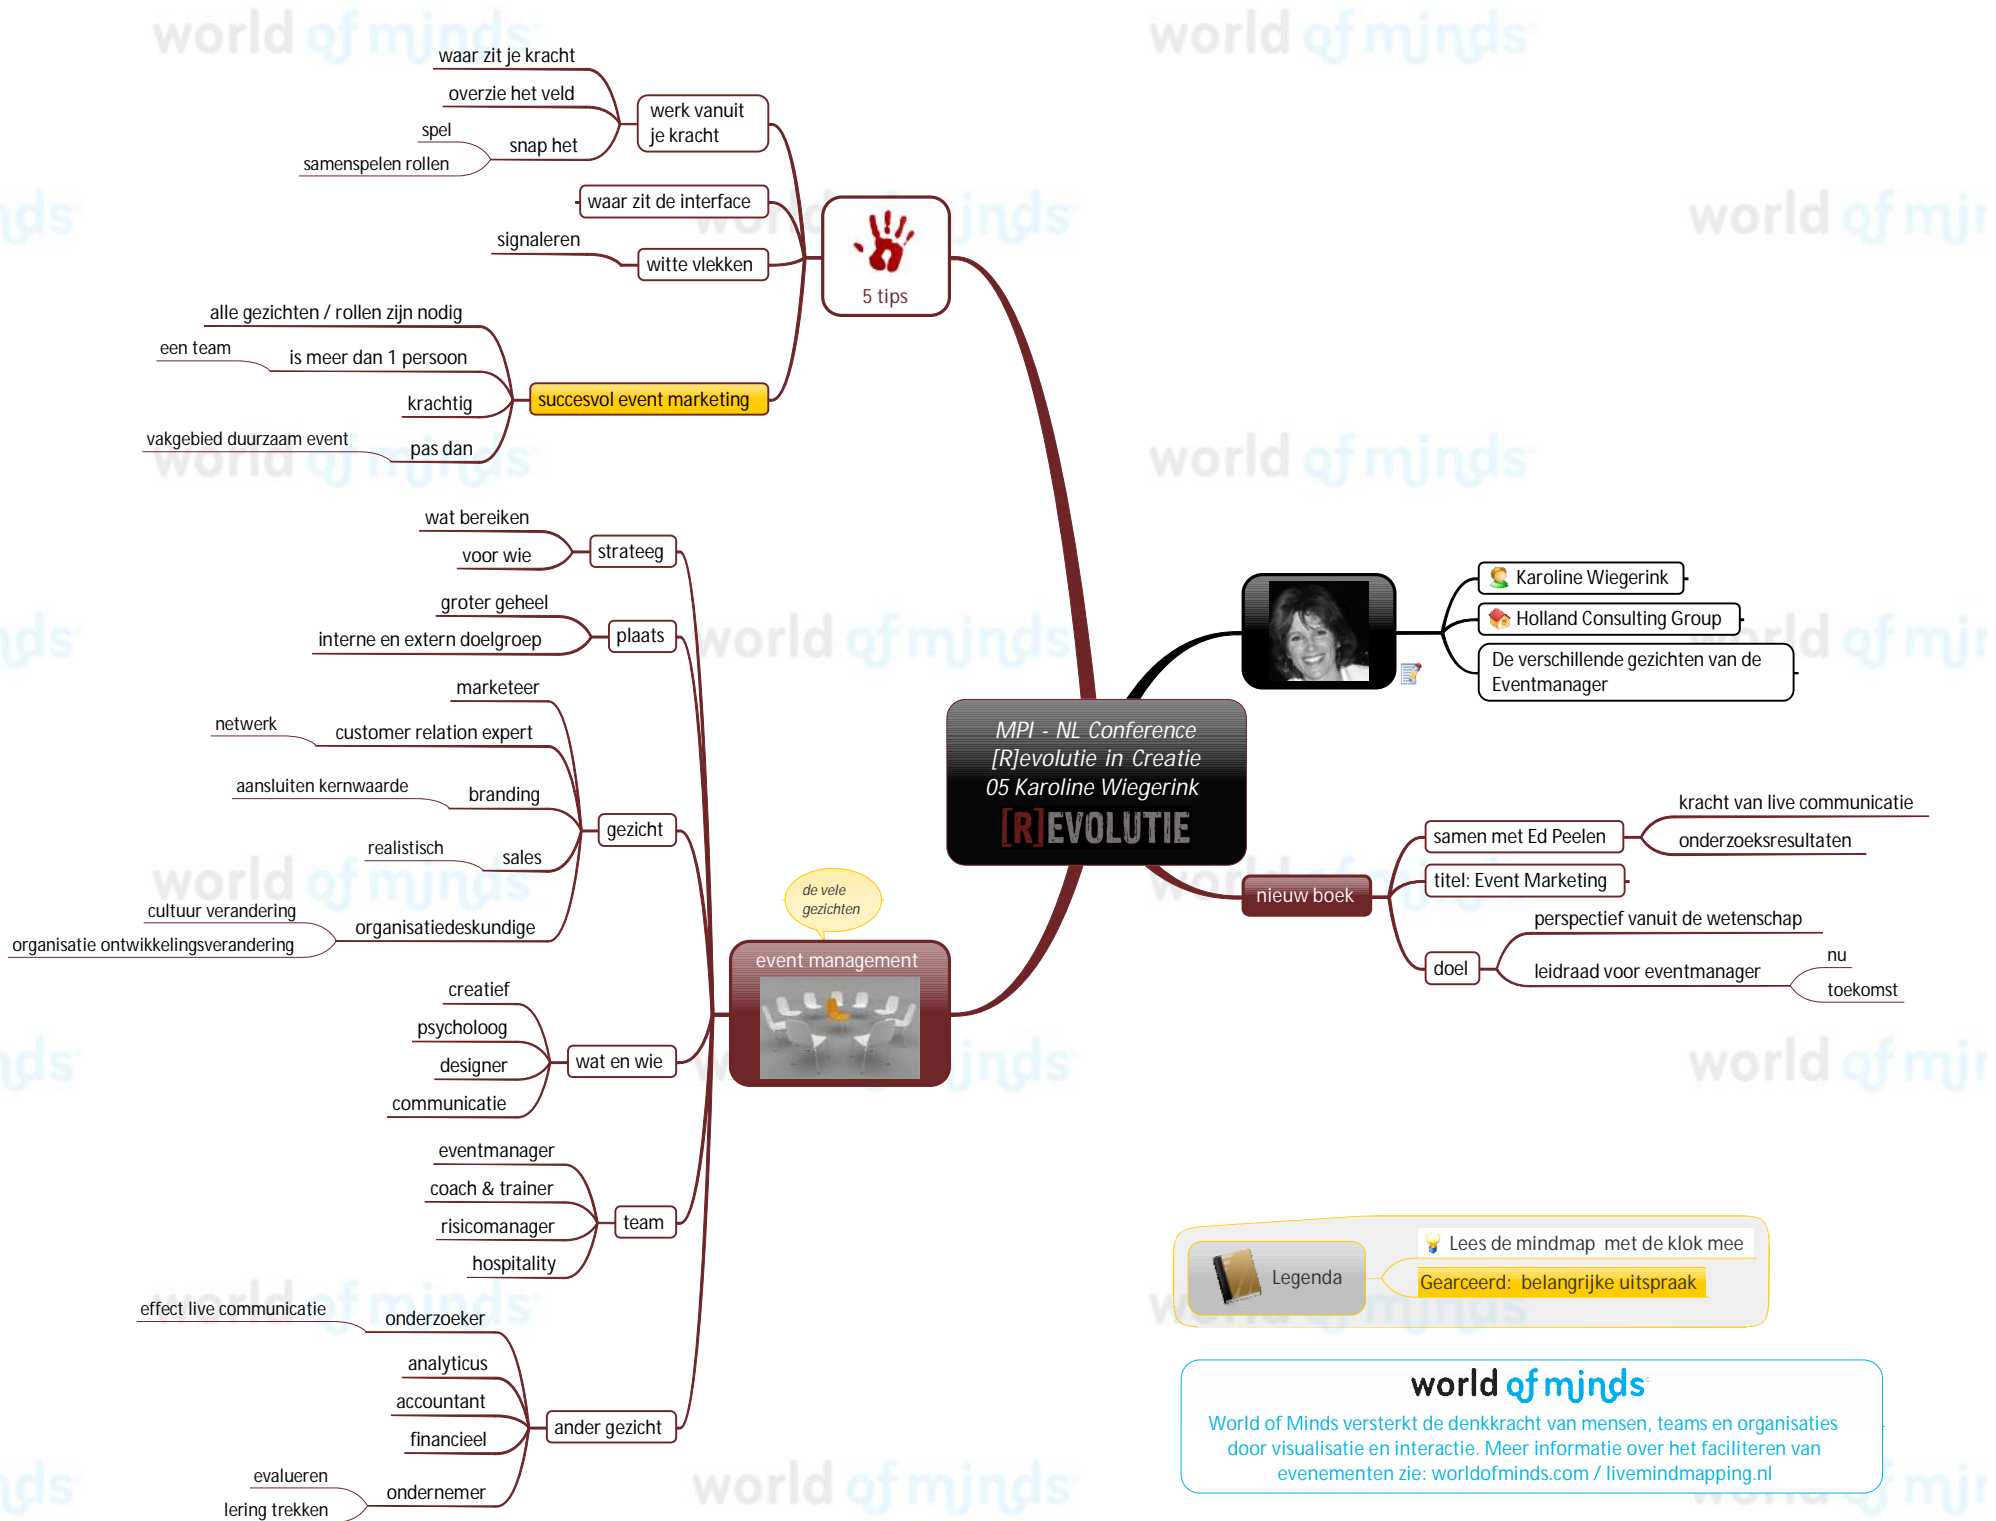 MPI - NL Conference
[R]evolutie in Creatie
05 Karoline Wiegerink
[R]EVOLUTIE
Karoline Wiegerink
Holland Consulting Group
De verschillende gezichten van de
Eventmanager
nieuw boek
samen met Ed Peelen
kracht van live communicatie
onderzoeksresultaten
titel: Event Marketing
doel
perspectief vanuit de wetenschap
leidraad voor eventmanager
nu
toekomst
event management
de vele
gezichten
strateeg
wat bereiken
voor wie
plaats
groter geheel
interne en extern doelgroep
gezicht
marketeer
customer relation expert
netwerk
branding
aansluiten kernwaarde
sales
realistisch
organisatiedeskundige
cultuur verandering
organisatie ontwikkelingsverandering
wat en wie
creatief
psycholoog
designer
communicatie
team
eventmanager
coach & trainer
risicomanager
hospitality
ander gezicht
onderzoeker
effect live communicatie
analyticus
accountant
financieel
ondernemer
evalueren
lering trekken
5 tips
werk vanuit
je kracht
waar zit je kracht
overzie het veld
snap het
spel
samenspelen rollen
waar zit de interface
witte vlekken
signaleren
succesvol event marketing
alle gezichten / rollen zijn nodig
is meer dan 1 persoon
een team
krachtig
pas dan
vakgebied duurzaam event
Legenda
Lees de mindmap met de klok mee
Gearceerd: belangrijke uitspraak
world of minds
World of Minds versterkt de denkkracht van mensen, teams en organisaties
door visualisatie en interactie. Meer informatie over het faciliteren van
evenementen zie: worldofminds.com / livemindmapping.nl